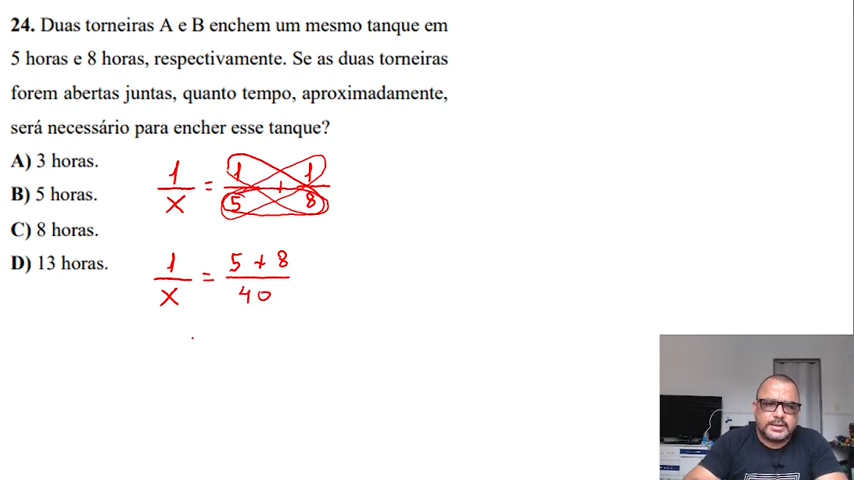 24. Duas torneiras A e B enchem um mesmo tanque em
5 horas e 8 horas, respectivamente. Se as duas torneiras
forem abertas juntas, quanto tempo, aproximadamente,
será necessário para encher esse tanque?
A) 3 horas.
B) 5 horas.
C) 8 horas.
D) 13 horas.
1/x = 1/5 + 1/8
1/x = 5 + 8/40